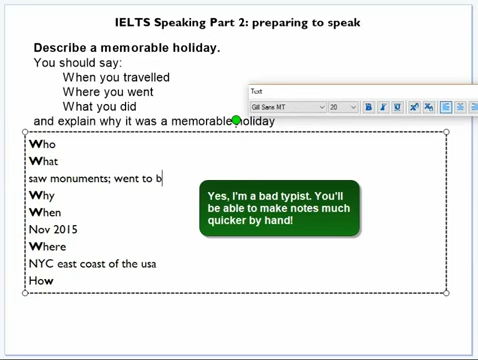 IELTS Speaking Part 2: preparing to speak
Describe a memorable holiday.
You should say:
When you travelled
Where you went
What you did
and explain why it was a memorable holiday
Text
Gill Sans MT
20
B I U
Who
What
saw monuments; went to b
Why
When
Nov 2015
Where
NYC east coast of the usa
How
Yes, I'm a bad typist. You'll
be able to make notes much
quicker by hand!